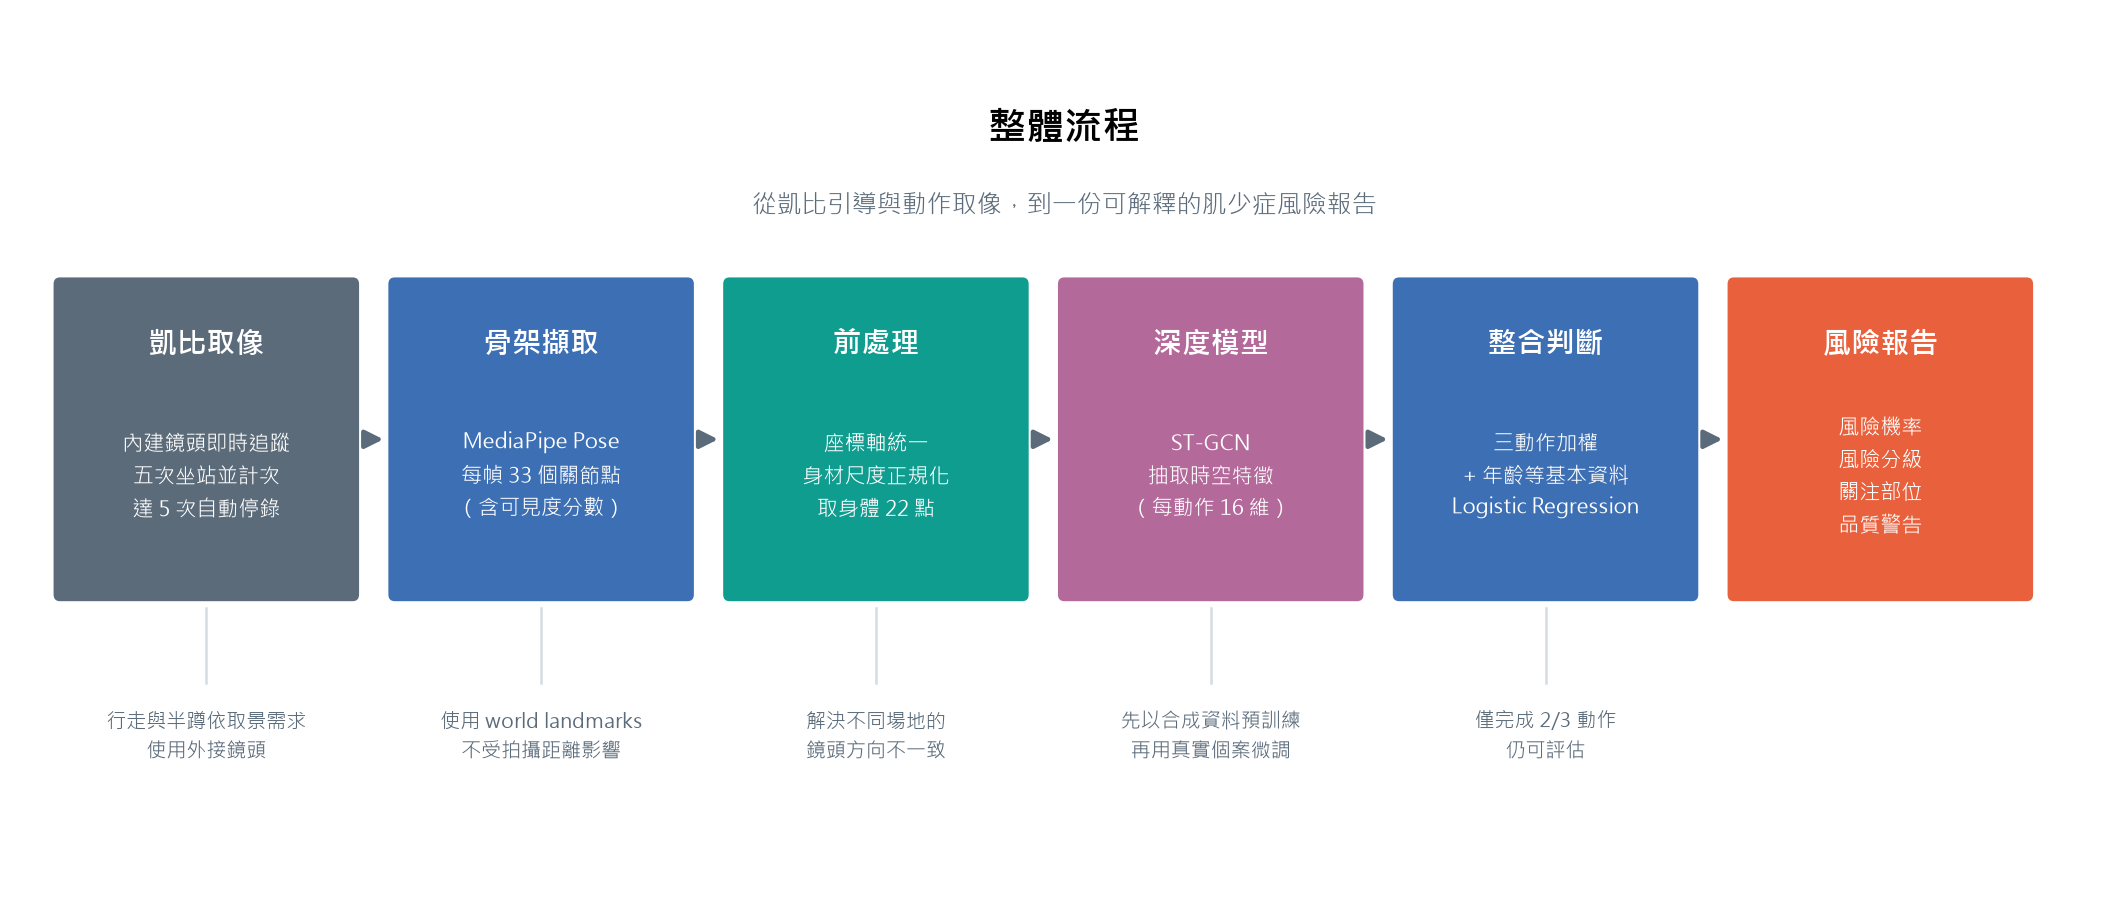 整體流程
從凱比引導與動作取像，到一份可解釋的肌少症風險報告
凱比取像
內建鏡頭即時追蹤
五次坐站並計次
達 5 次自動停錄
行走與半蹲依取景需求
使用外接鏡頭
骨架擷取
MediaPipe Pose
每幀 33 個關節點
（含可見度分數）
使用 world landmarks
不受拍攝距離影響
前處理
座標軸統一
身材尺度正規化
取身體 22 點
解決不同場地的
鏡頭方向不一致
深度模型
ST-GCN
抽取時空特徵
（每動作 16 維）
先以合成資料預訓練
再用真實個案微調
整合判斷
三動作加權
+ 年齡等基本資料
Logistic Regression
僅完成 2/3 動作
仍可評估
風險報告
風險機率
風險分級
關注部位
品質警告